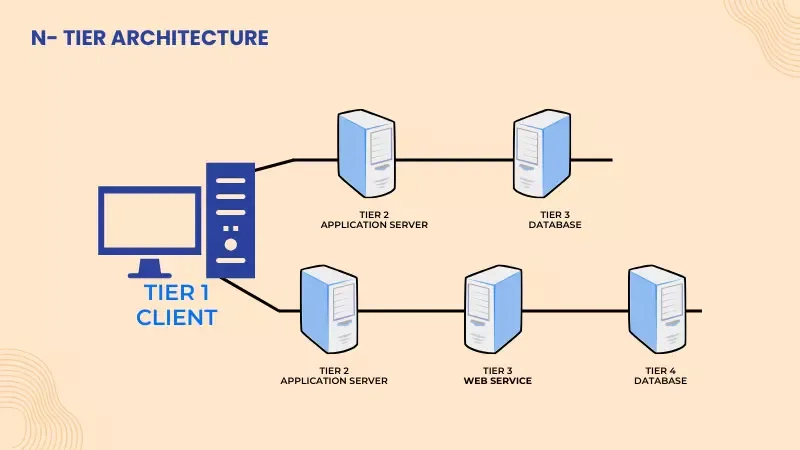 N- TIER ARCHITECTURE
TIER 2
APPLICATION SERVER
TIER 3
DATABASE
TIER 1
CLIENT
TIER 2
APPLICATION SERVER
TIER 3
WEB SERVICE
TIER 4
DATABASE